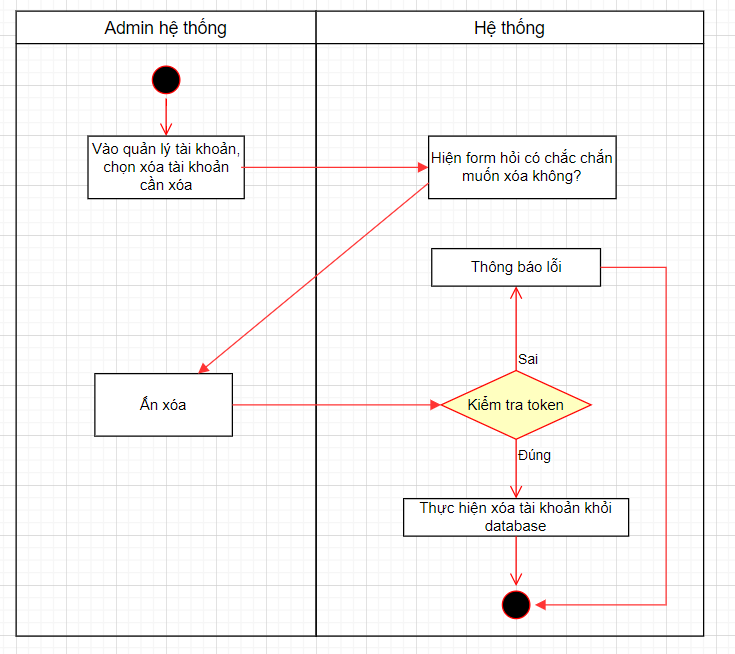 Admin hệ thống
Hệ thống
Vào quản lý tài khoản,
chọn xóa tài khoản
cần xóa
Hiện form hỏi có chắc chắn
muốn xóa không?
Thông báo lỗi
Sai
Ấn xóa
Kiểm tra token
Đúng
Thực hiện xóa tài khoản khỏi
database